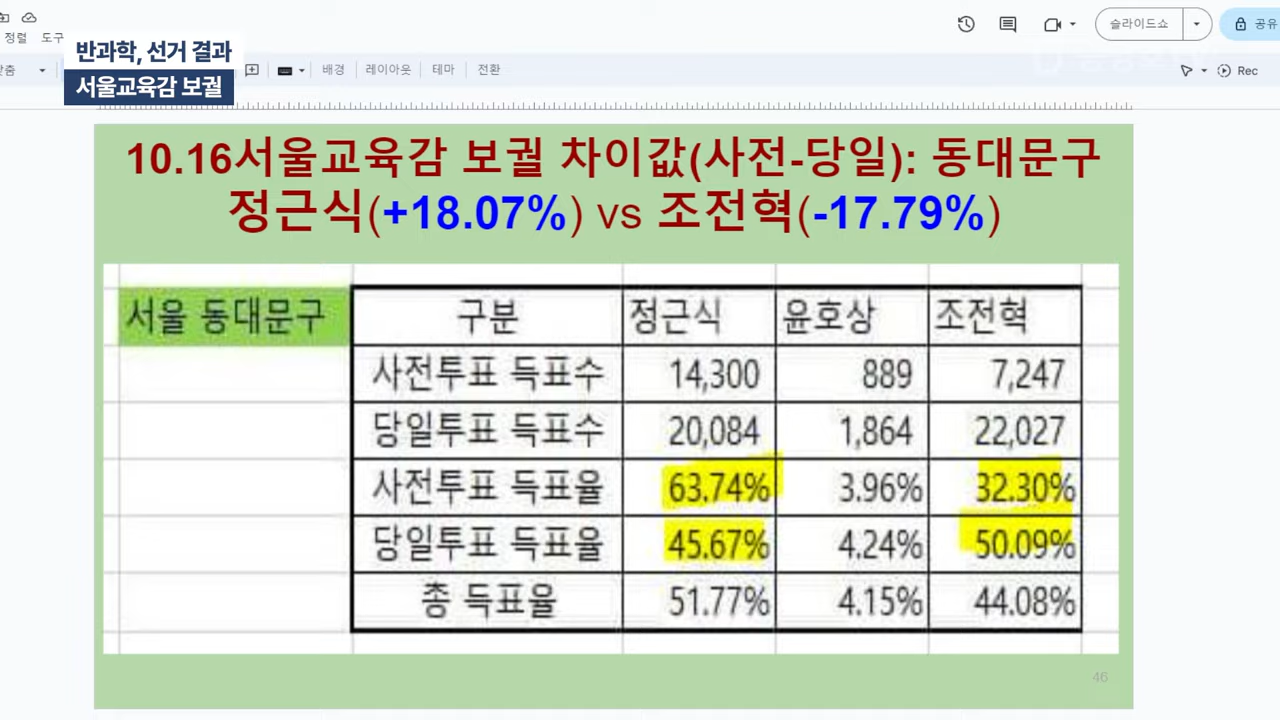 슬라이드쇼
공유
정렬
도구
반과학, 선거 결과
서울교육감 보궐
맞춤
배경
레이아웃
테마
전환
Rec
10.16서울교육감 보궐 차이값(사전-당일): 동대문구
정근식(+18.07%) vs 조전혁(-17.79%)
서울 동대문구 구분 정근식 윤호상 조전혁
사전투표 득표수 14,300 889 7,247
당일투표 득표수 20,084 1,864 22,027
사전투표 득표율 63.74% 3.96% 32.30%
당일투표 득표율 45.67% 4.24% 50.09%
총 득표율 51.77% 4.15% 44.08%
46